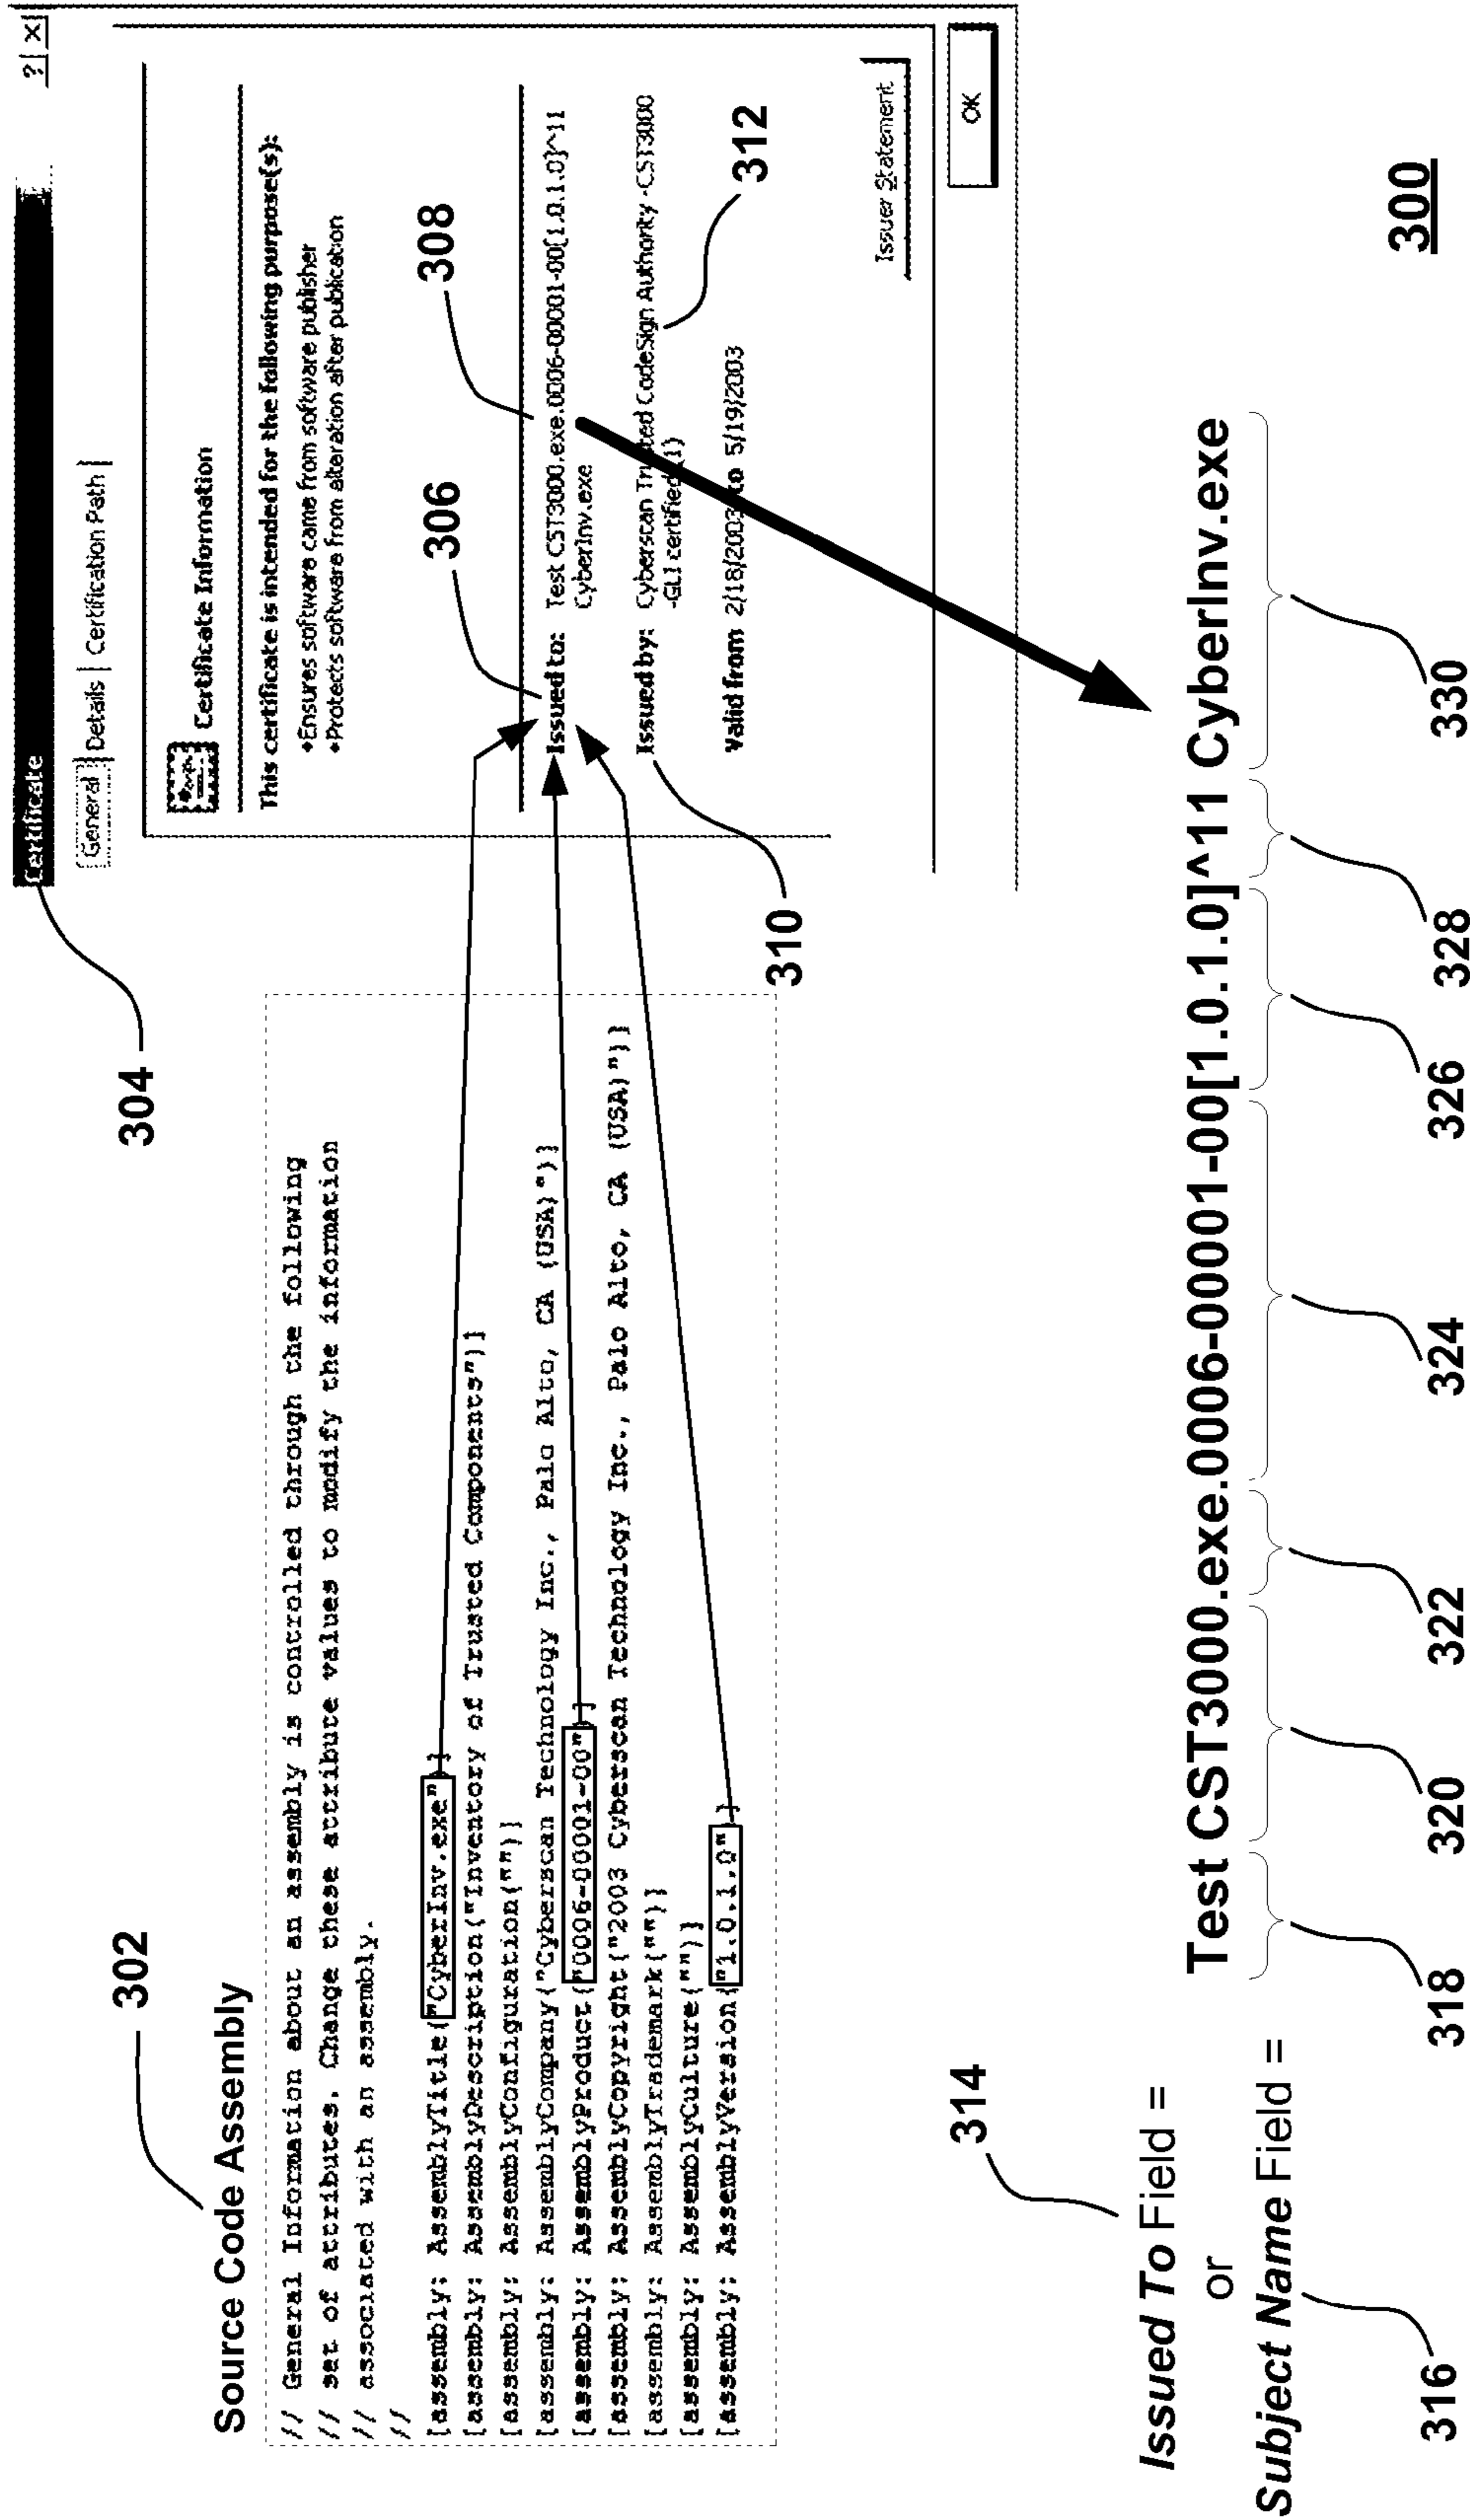 302
Source Code Assembly
// General Information about an assembly is controlled through the following
// set of attributes. Change these attribute values to modify the information
// associated with an assembly.
//
[assembly: AssemblyTitle("CyberInv.exe")]
[assembly: AssemblyDescription("Inventory of Trusted Components")]
[assembly: AssemblyConfiguration("")]
[assembly: AssemblyCompany("Cyberscan Technology Inc., Palo Alto, CA (USA)")]
[assembly: AssemblyProduct("0006-00001-00")]
[assembly: AssemblyCopyright("2003 Cyberscan Technology Inc., Palo Alto, CA (USA)")]
[assembly: AssemblyTrademark("")]
[assembly: AssemblyCulture("")]
[assembly: AssemblyVersion("1.0.1.0")]
304
Certificate ? X
General Details Certification Path
Certificate Information
This certificate is intended for the following purpose(s):
•Ensures software came from software publisher
•Protects software from alteration after publication
306
308
Issued to: Test CST3000.exe.0006-00001-00[1.0.1.0]^11
CyberInv.exe
Issued by: Cyberscan Trusted CodeSign Authority -CST3000
-GLI certified (1)
312
Valid from 2/18/2003 to 5/19/2003
310
Issuer Statement
OK
314
Issued To Field =
or
Subject Name Field =
316
Test CST3000.exe.0006-00001-00[1.0.1.0]^11 CyberInv.exe
318 320 322 324 326 328 330
300